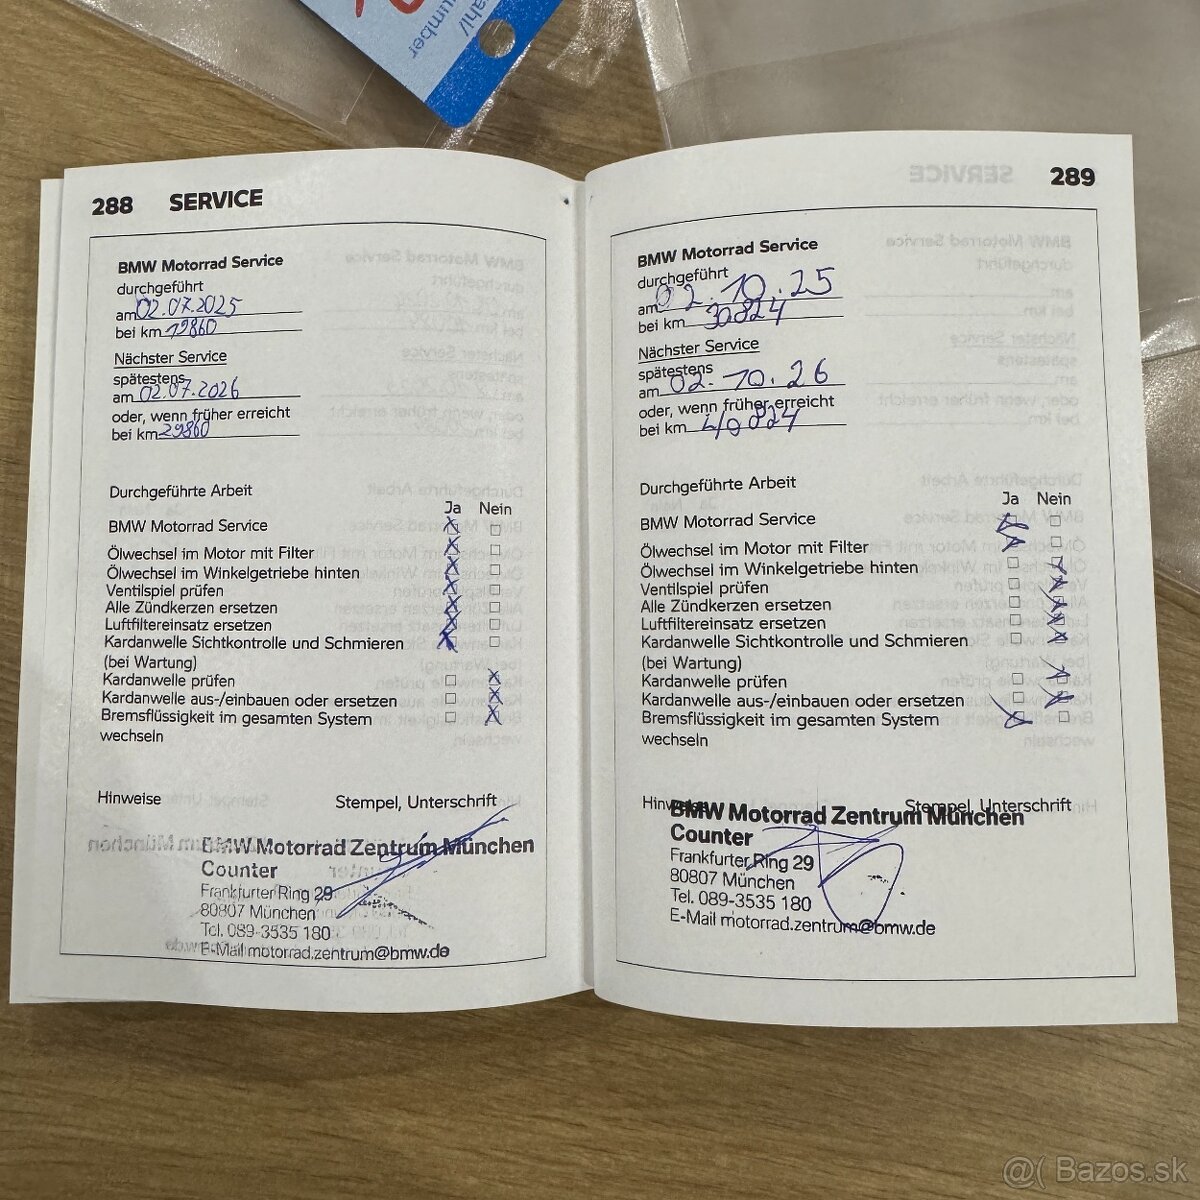 ahl/
umber
288 SERVICE
BMW Motorrad Service
durchgeführt
am 02.07.2025
bei km 19860
Nächster Service
spätestens
am 02.07.2026
oder, wenn früher erreicht
bei km 29860
Durchgeführte Arbeit
Ja Nein
BMW Motorrad Service
Ölwechsel im Motor mit Filter
Ölwechsel im Winkelgetriebe hinten
Ventilspiel prüfen
Alle Zündkerzen ersetzen
Luftfiltereinsatz ersetzen
Kardanwelle Sichtkontrolle und Schmieren
(bei Wartung)
Kardanwelle prüfen
Kardanwelle aus-/einbauen oder ersetzen
Bremsflüssigkeit im gesamten System
wechseln
Hinweise Stempel, Unterschrift
BMW Motorrad Zentrum München
Counter
Frankfurter Ring 29
80807 München
Tel. 089-3535 180
E-Mail motorrad.zentrum@bmw.de
SERVICE 289
BMW Motorrad Service
durchgeführt
am 02.10.25
bei km 30824
Nächster Service
spätestens
am 02.10.26
oder, wenn früher erreicht
bei km 40824
Durchgeführte Arbeit
Ja Nein
BMW Motorrad Service
Ölwechsel im Motor mit Filter
Ölwechsel im Winkelgetriebe hinten
Ventilspiel prüfen
Alle Zündkerzen ersetzen
Luftfiltereinsatz ersetzen
Kardanwelle Sichtkontrolle und Schmieren
(bei Wartung)
Kardanwelle prüfen
Kardanwelle aus-/einbauen oder ersetzen
Bremsflüssigkeit im gesamten System
wechseln
Hinweise Stempel, Unterschrift
BMW Motorrad Zentrum München
Counter
Frankfurter Ring 29
80807 München
Tel. 089-3535 180
E-Mail motorrad.zentrum@bmw.de
@( Bazos.sk